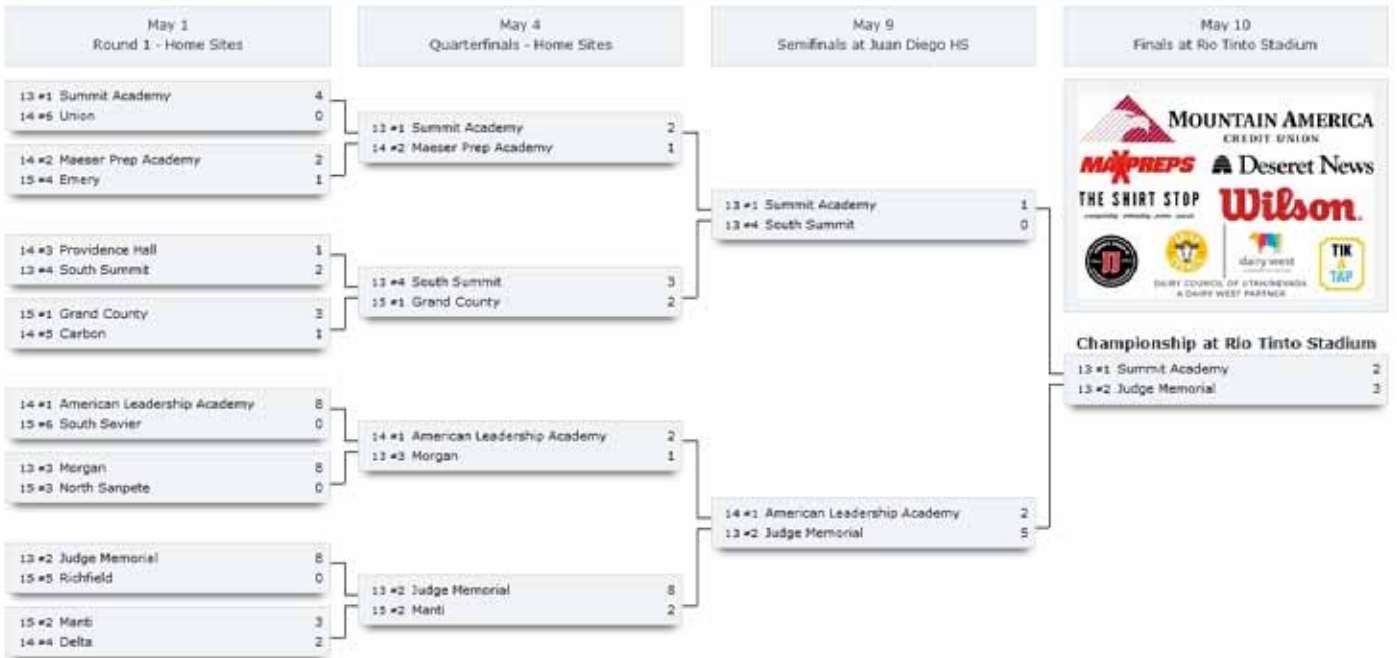 May 1
Round 1 - Home Sites
13 #1 Summit Academy 4
14 #6 Union 0
14 #2 Maeser Prep Academy 2
15 #4 Emery 1
14 #3 Providence Hall 1
13 #4 South Summit 2
15 #1 Grand County 3
14 #5 Carbon 1
14 #1 American Leadership Academy 8
15 #6 South Sevier 0
13 #3 Morgan 8
15 #3 North Sanpete 0
13 #2 Judge Memorial 8
15 #5 Richfield 0
15 #2 Manti 3
14 #4 Delta 2
May 4
Quarterfinals - Home Sites
13 #1 Summit Academy 2
14 #2 Maeser Prep Academy 1
13 #4 South Summit 3
15 #1 Grand County 2
14 #1 American Leadership Academy 2
13 #3 Morgan 1
13 #2 Judge Memorial 8
15 #2 Manti 2
May 9
Semifinals at Juan Diego HS
13 #1 Summit Academy 1
13 #4 South Summit 0
14 #1 American Leadership Academy 2
13 #2 Judge Memorial 5
May 10
Finals at Rio Tinto Stadium
MOUNTAIN AMERICA
CREDIT UNION
MAXPREPS Deseret News
THE SHIRT STOP Wilson.
dairy west
TIK
A
TAP
DAIRY COUNCIL OF UTAH/NEVADA
A DAIRY WEST PARTNER
Championship at Rio Tinto Stadium
13 #1 Summit Academy 2
13 #2 Judge Memorial 3